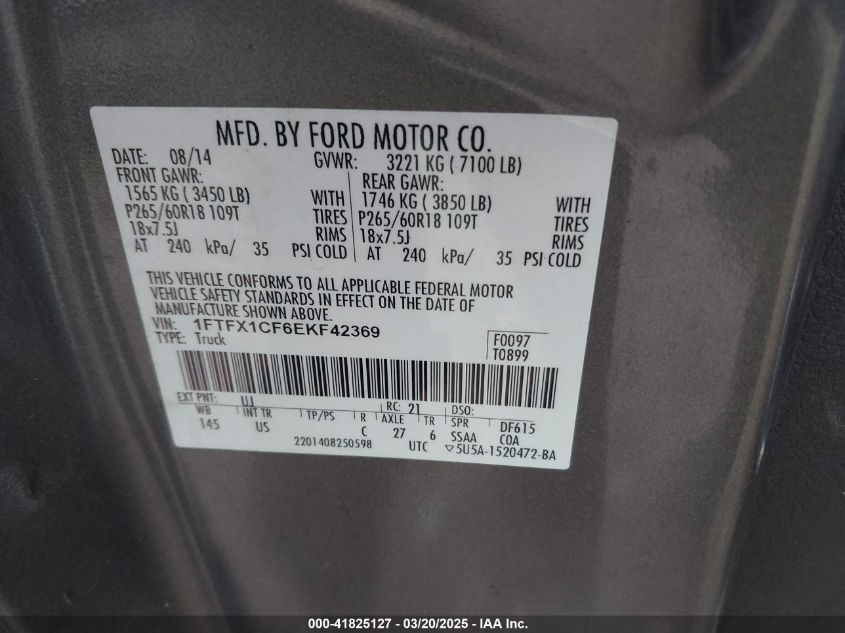 MFD. BY FORD MOTOR CO.
DATE: 08/14 GVWR: 3221 KG ( 7100 LB)
FRONT GAWR: REAR GAWR:
1565 KG ( 3450 LB) WITH 1746 KG ( 3850 LB) WITH
P265/60R18 109T TIRES P265/60R18 109T TIRES
18x7.5J RIMS 18x7.5J RIMS
AT 240 kPa/ 35 PSI COLD AT 240 kPa/ 35 PSI COLD
THIS VEHICLE CONFORMS TO ALL APPLICABLE FEDERAL MOTOR
VEHICLE SAFETY STANDARDS IN EFFECT ON THE DATE OF
MANUFACTURE SHOWN ABOVE.
VIN: 1FTFX1CF6EKF42369 F0097
TYPE: Truck T0899
EXT PNT: UJ RC: 21 DSO:
WB INT TR TP/PS R AXLE TR SPR DF615
145 US C 27 6 SSAA COA
2201408250598 UTC ▽5U5A-1520472-BA
000-41825127 - 03/20/2025 - IAA Inc.